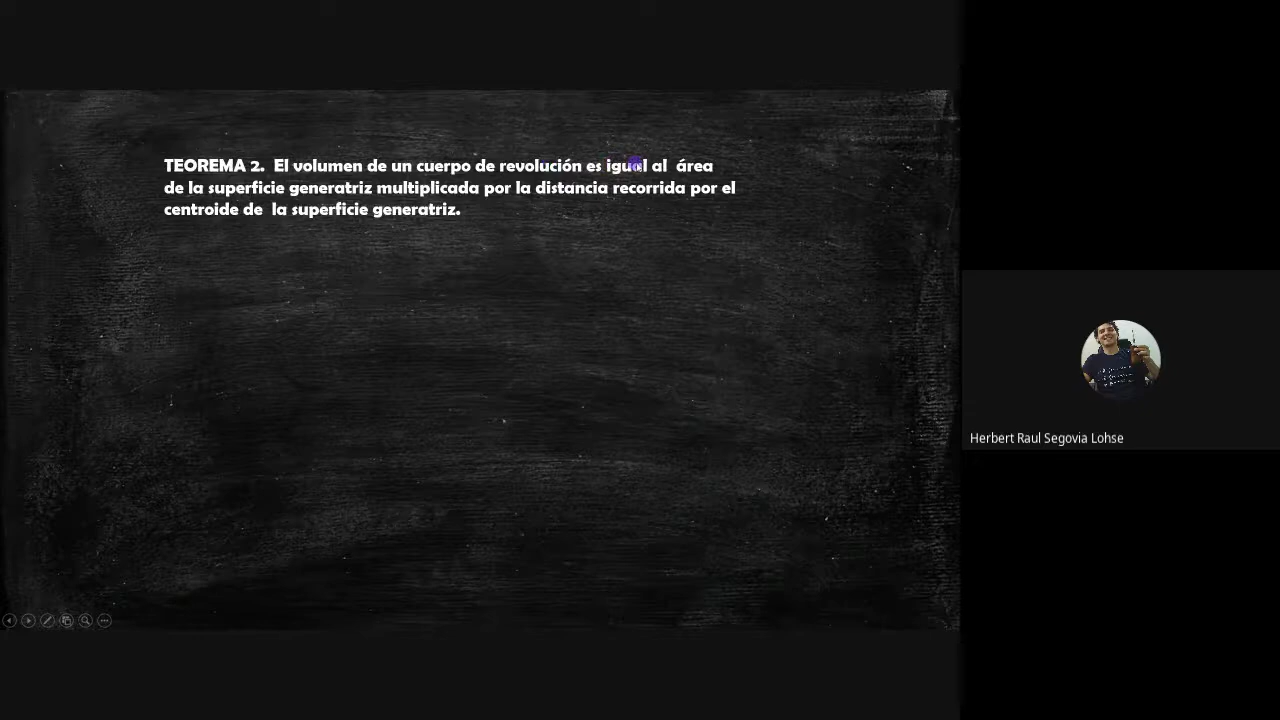 TEOREMA 2. El volumen de un cuerpo de revolución es igual al área
de la superficie generatriz multiplicada por la distancia recorrida por el
centroide de la superficie generatriz.
Herbert Raul Segovia Lohse